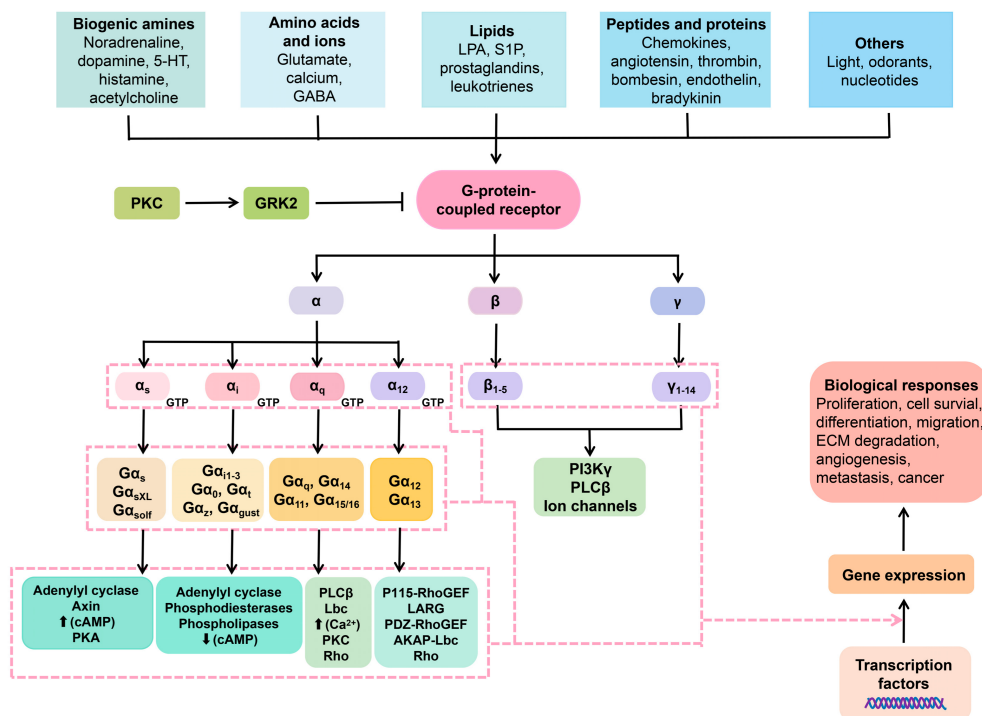 Biogenic amines
Noradrenaline,
dopamine, 5-HT,
histamine,
acetylcholine
Amino acids
and ions
Glutamate,
calcium,
GABA
Lipids
LPA, S1P,
prostaglandins,
leukotrienes
Peptides and proteins
Chemokines,
angiotensin, thrombin,
bombesin, endothelin,
bradykinin
Others
Light, odorants,
nucleotides
PKC
GRK2
G-protein-
coupled receptor
α
β
γ
αs
GTP
αi
GTP
αq
GTP
α12
GTP
β1-5
γ1-14
Gαs
GαsXL
Gαsolf
Gαi1-3
Gα0, Gαt
Gαz, Gαgust
Gαq, Gα14
Gα11, Gα15/16
Gα12
Gα13
PI3Kγ
PLCβ
Ion channels
Adenylyl cyclase
Axin
⬆(cAMP)
PKA
Adenylyl cyclase
Phosphodiesterases
Phospholipases
⬇(cAMP)
PLCβ
Lbc
⬆(Ca²⁺)
PKC
Rho
P115-RhoGEF
LARG
PDZ-RhoGEF
AKAP-Lbc
Rho
Biological responses
Proliferation, cell survial,
differentiation, migration,
ECM degradation,
angiogenesis,
metastasis, cancer
Gene expression
Transcription
factors